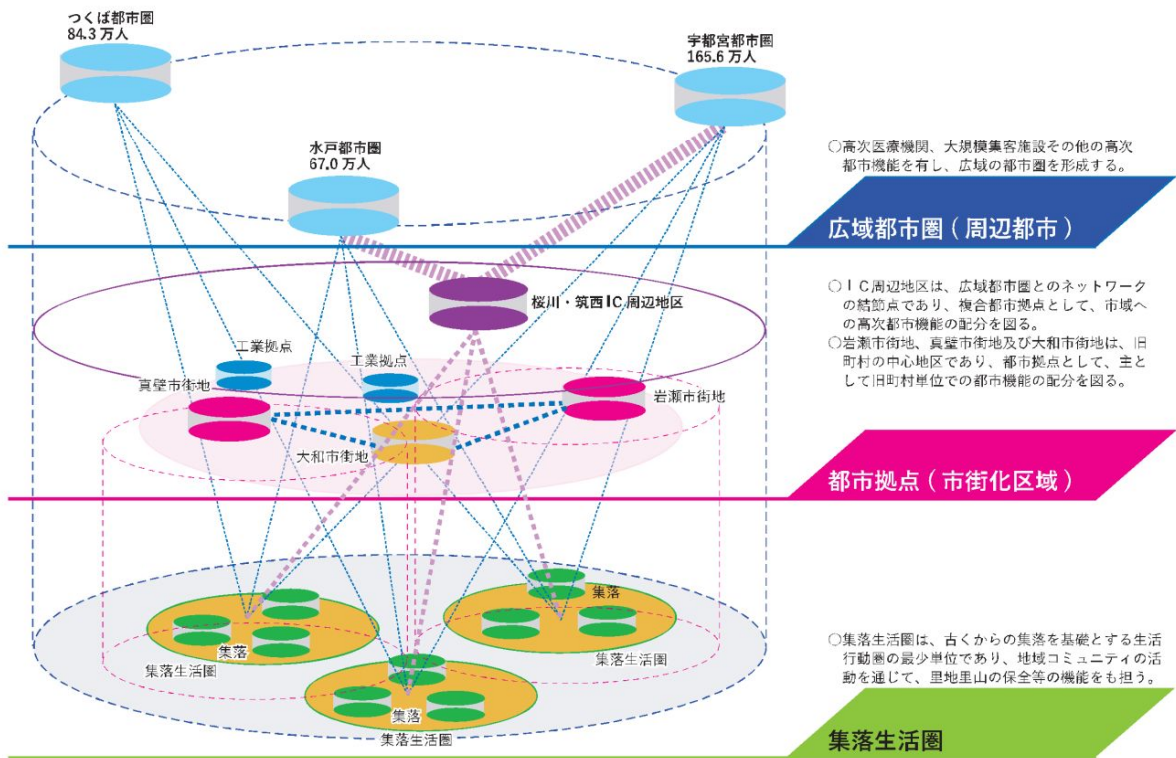 つくば都市圏
84.3 万人
宇都宮都市圏
165.6 万人
水戸都市圏
67.0 万人
○高次医療機関、大規模集客施設その他の高次
都市機能を有し、広域の都市圏を形成する。
広域都市圏 ( 周辺都市 )
桜川・筑西IC 周辺地区
○IC周辺地区は、広域都市圏とのネットワーク
の結節点であり、複合都市拠点として、市域へ
の高次都市機能の配分を図る。
○岩瀬市街地、真壁市街地及び大和市街地は、旧
町村の中心地区であり、都市拠点として、主と
して旧町村単位での都市機能の配分を図る。
工業拠点
工業拠点
真壁市街地
岩瀬市街地
大和市街地
都市拠点 ( 市街化区域 )
集落
集落
集落生活圏
集落生活圏
集落
集落生活圏
○集落生活圏は、古くからの集落を基礎とする生活
行動圏の最少単位であり、地域コミュニティの活
動を通じて、里地里山の保全等の機能をも担う。
集落生活圏